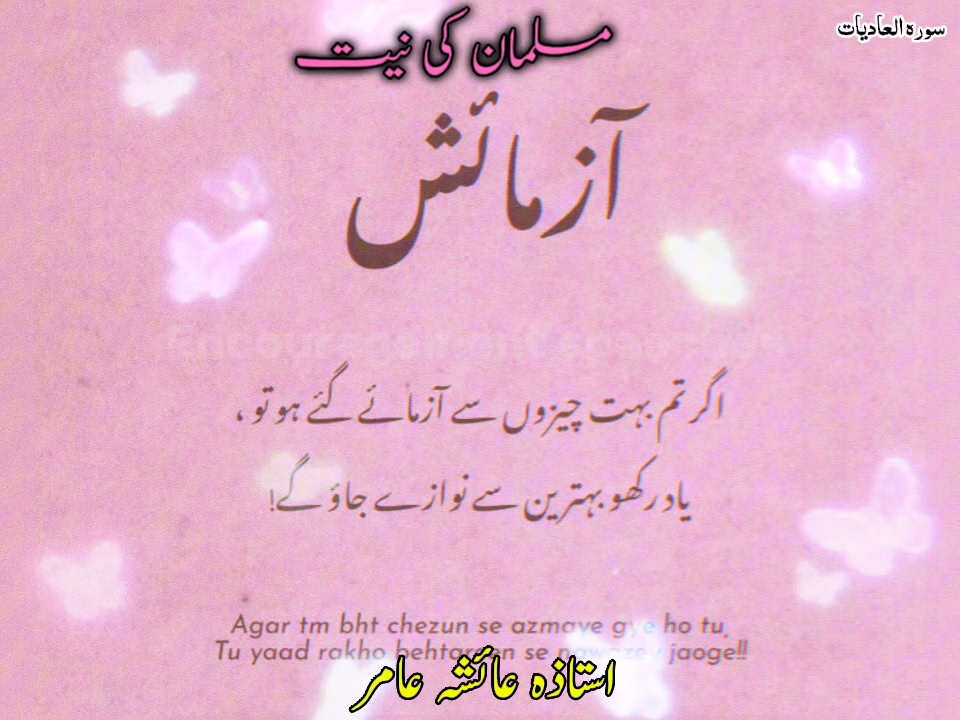 سورہ العادیات
مسلمان کی نیت
آزمائش
Encouragement
اگر تم بہت چیزوں سے آزمائے گئے ہو تو ،
یاد رکھو بہترین سے نوازے جاؤ گے!
Agar tm bht chezun se azmaye gye ho tu,
Tu yaad rakho behtareen se nawazey jaoge!!
استاذہ عائشہ عامر